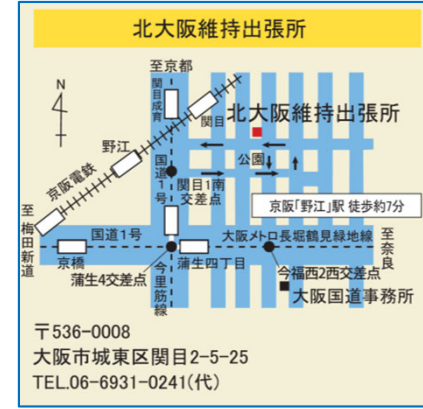 北大阪維持出張所
至京都
N
関目成育
関目
北大阪維持出張所
野江
京阪電鉄
国道1号
公園
関目1南交差点
京阪「野江」駅 徒歩約7分
至梅田新道
国道1号
大阪メトロ長堀鶴見緑地線
至奈良
京橋
蒲生4交差点
今里筋線
蒲生四丁目
今福西2西交差点
大阪国道事務所
〒536-0008
大阪市城東区関目2-5-25
TEL.06-6931-0241(代)